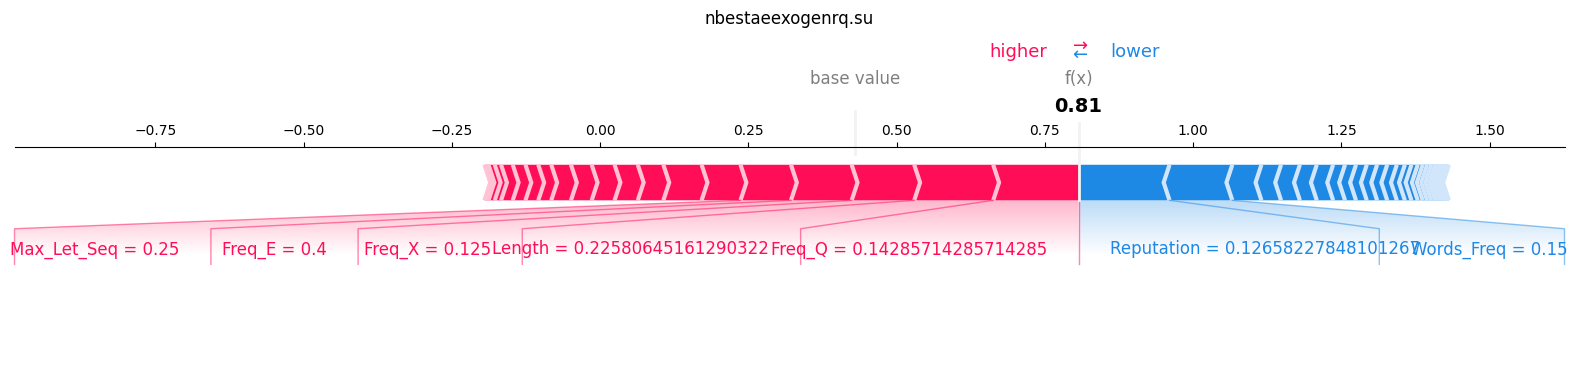 nbestaeexogenrq.su
higher ⇄ lower
base value f(x)
0.81
−0.75 −0.50 −0.25 0.00 0.25 0.50 0.75 1.00 1.25 1.50
Max_Let_Seq = 0.25 Freq_E = 0.4 Freq_X = 0.125 Length = 0.22580645161290322 Freq_Q = 0.14285714285714285 Reputation = 0.12658227848101267 Words_Freq = 0.15